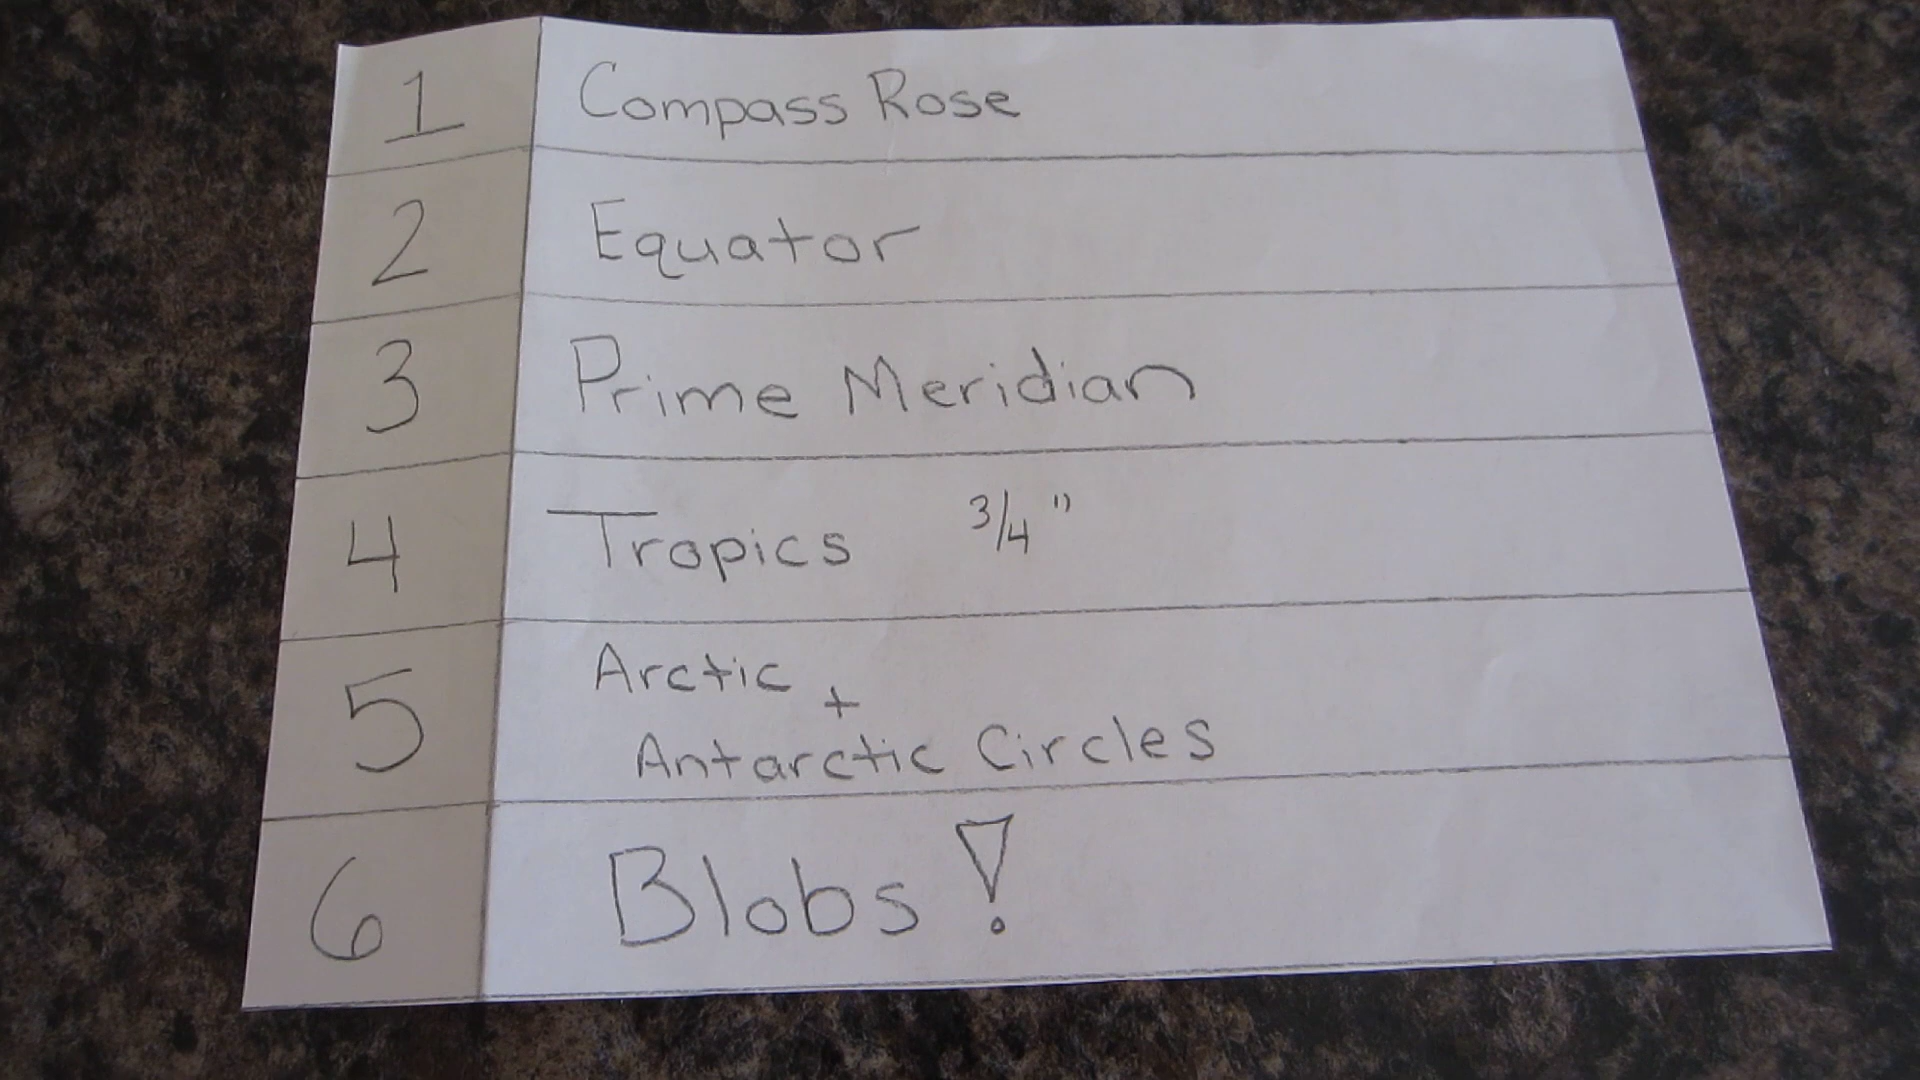 1 Compass Rose
2 Equator
3 Prime Meridian
4 Tropics 3/4"
5 Arctic +
Antarctic Circles
6 Blobs!